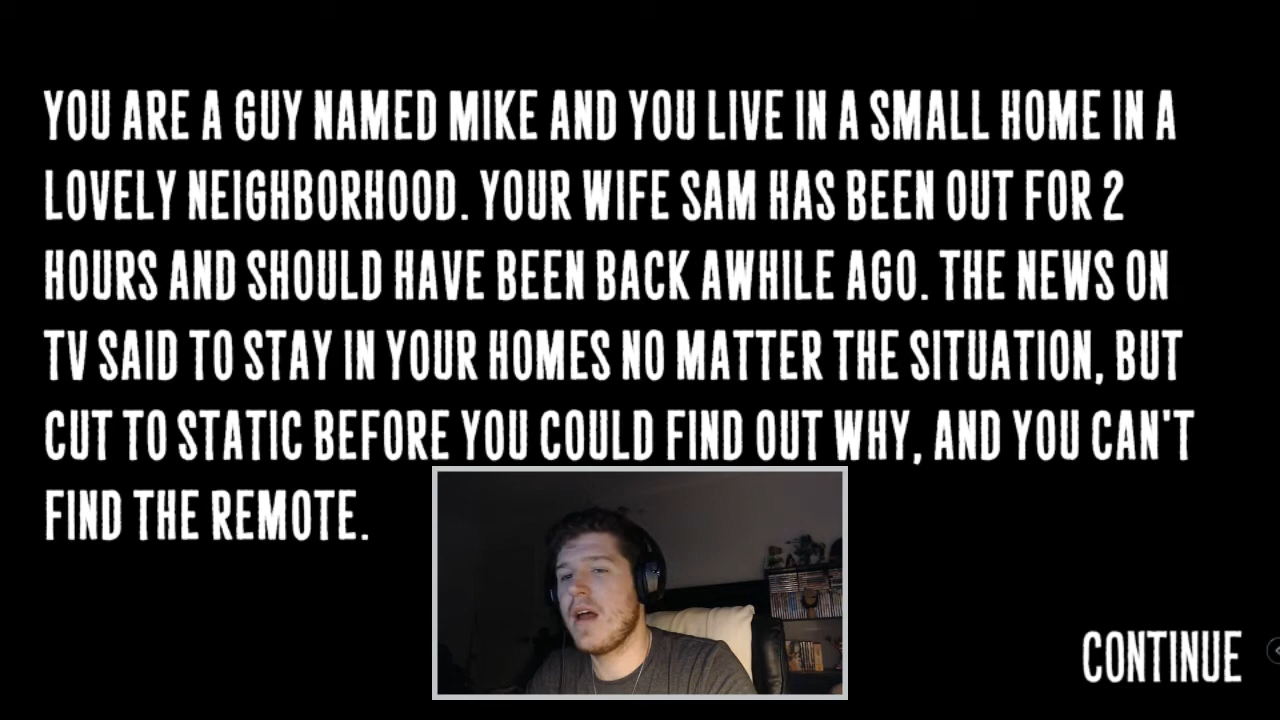 YOU ARE A GUY NAMED MIKE AND YOU LIVE IN A SMALL HOME IN A
LOVELY NEIGHBORHOOD. YOUR WIFE SAM HAS BEEN OUT FOR 2
HOURS AND SHOULD HAVE BEEN BACK AWHILE AGO. THE NEWS ON
TV SAID TO STAY IN YOUR HOMES NO MATTER THE SITUATION, BUT
CUT TO STATIC BEFORE YOU COULD FIND OUT WHY, AND YOU CAN'T
FIND THE REMOTE.
CONTINUE